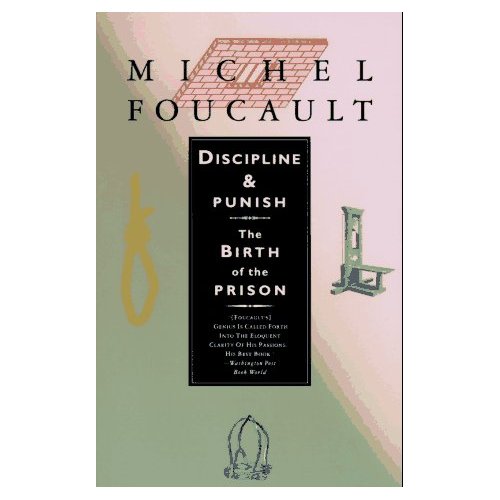 MICHEL
FOUCAULT
DISCIPLINE
&
PUNISH
The
BIRTH
of the
PRISON
[FOUCAULT'S]
GENIUS IS CALLED FORTH
INTO THE ELOQUENT
CLARITY OF HIS PASSIONS.
HIS BEST BOOK
—Washington Post
Book World